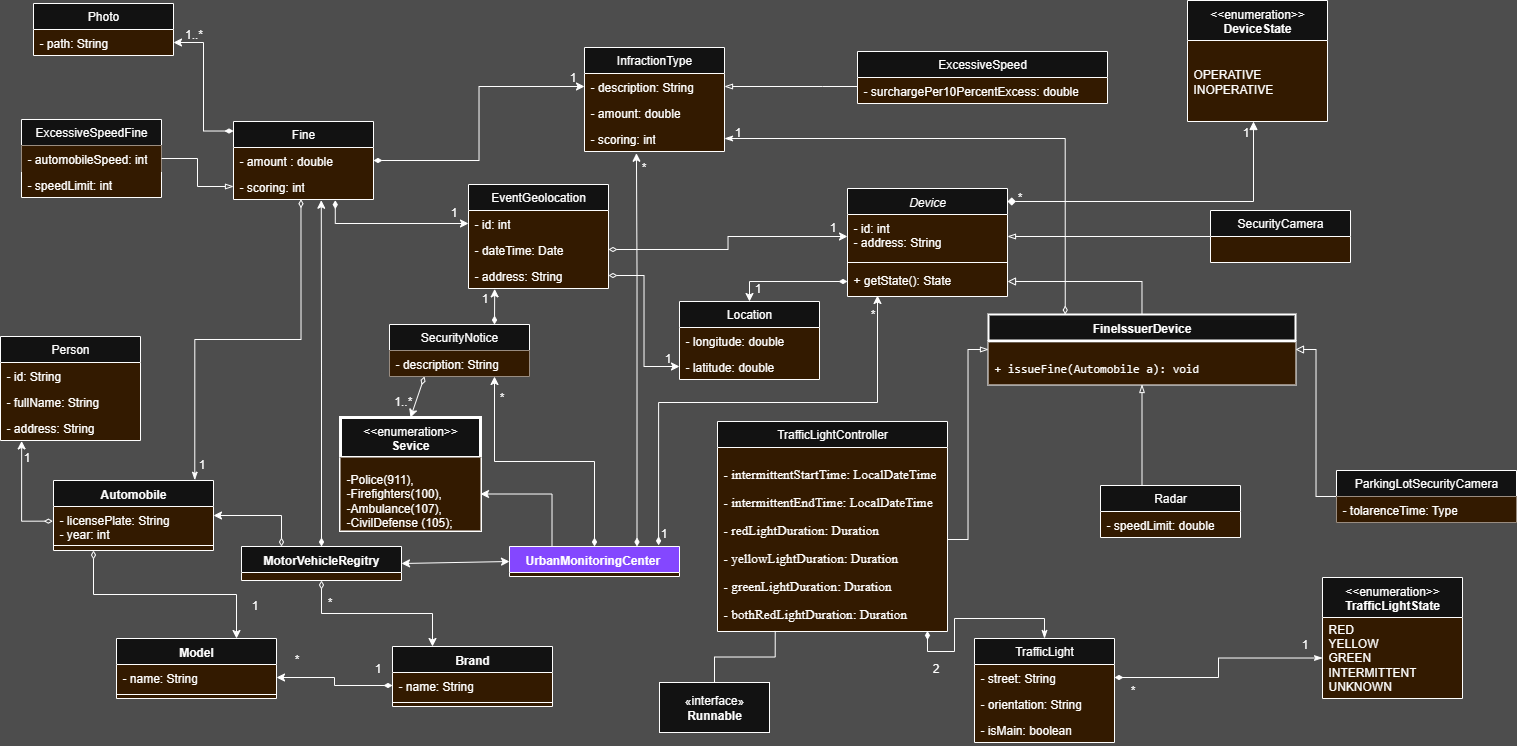 Photo
- path: String
1..*
ExcessiveSpeedFine
- automobileSpeed: int
- speedLimit: int
Fine
- amount : double
- scoring: int
1
InfractionType
- description: String
- amount: double
- scoring: int
1
*
ExcessiveSpeed
- surchargePer10PercentExcess: double
<<enumeration>>
DeviceState
OPERATIVE
INOPERATIVE
1
*
EventGeolocation
- id: int
- dateTime: Date
- address: String
1
1
Device
- id: int
- address: String
+ getState(): State
1
*
SecurityCamera
1
Location
- longitude: double
- latitude: double
1
FineIssuerDevice
+ issueFine(Automobile a): void
SecurityNotice
- description: String
1..*
*
Person
- id: String
- fullName: String
- address: String
1
<<enumeration>>
Sevice
-Police(911),
-Firefighters(100),
-Ambulance(107),
-CivilDefense (105);
1
Automobile
- licensePlate: String
- year: int
MotorVehicleRegitry
UrbanMonitoringCenter
1
TrafficLightController
- intermittentStartTime: LocalDateTime
- intermittentEndTime: LocalDateTime
- redLightDuration: Duration
- yellowLightDuration: Duration
- greenLightDuration: Duration
- bothRedLightDuration: Duration
Radar
- speedLimit: double
ParkingLotSecurityCamera
- tolarenceTime: Type
1
*
Model
- name: String
*
1
Brand
- name: String
«interface»
Runnable
2
TrafficLight
- street: String
- orientation: String
- isMain: boolean
*
1
<<enumeration>>
TrafficLightState
RED
YELLOW
GREEN
INTERMITTENT
UNKNOWN